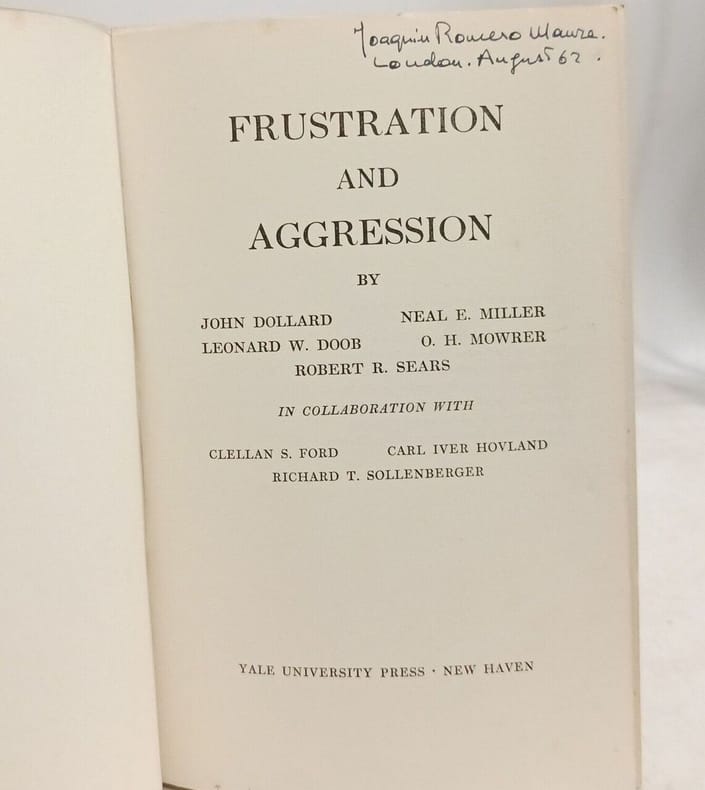 Joaquin Romero Maura.
London. August 62.
FRUSTRATION
AND
AGGRESSION
BY
JOHN DOLLARD NEAL E. MILLER
LEONARD W. DOOB O. H. MOWRER
ROBERT R. SEARS
IN COLLABORATION WITH
CLELLAN S. FORD CARL IVER HOVLAND
RICHARD T. SOLLENBERGER
YALE UNIVERSITY PRESS · NEW HAVEN